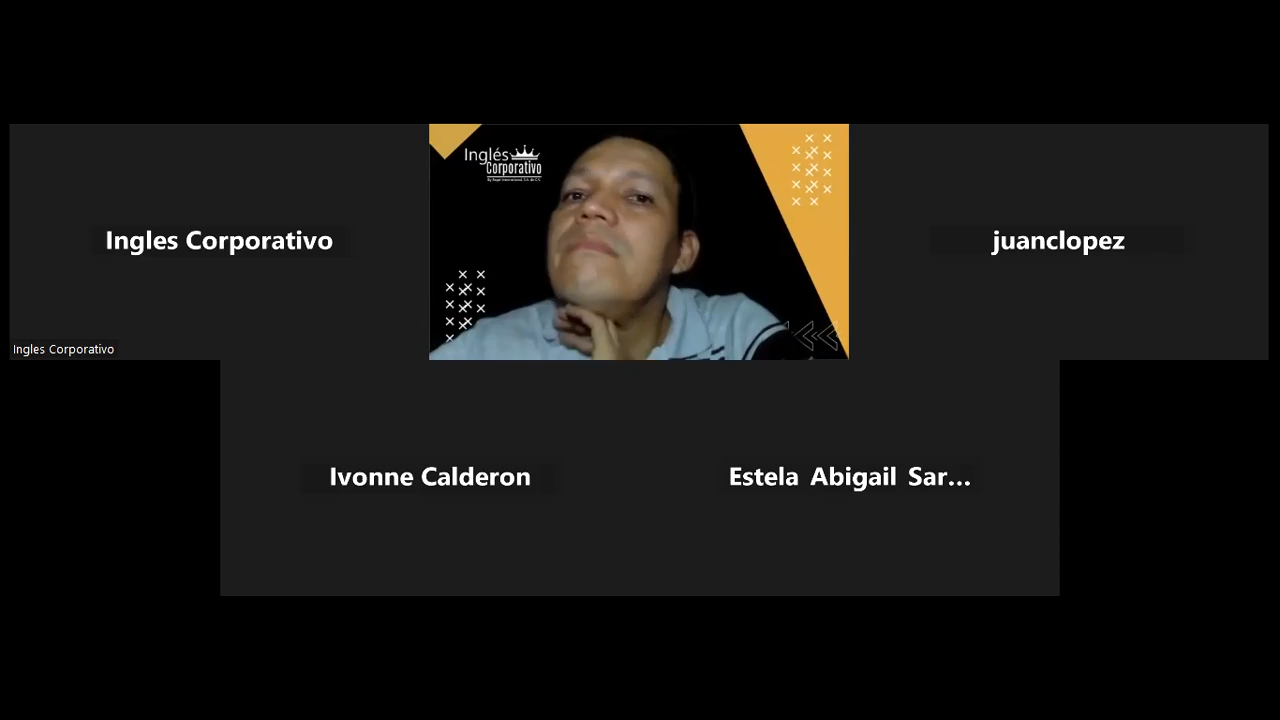 Inglés
Corporativo
Ingles Corporativo
juanclopez
Ingles Corporativo
Ivonne Calderon
Estela Abigail Sar...